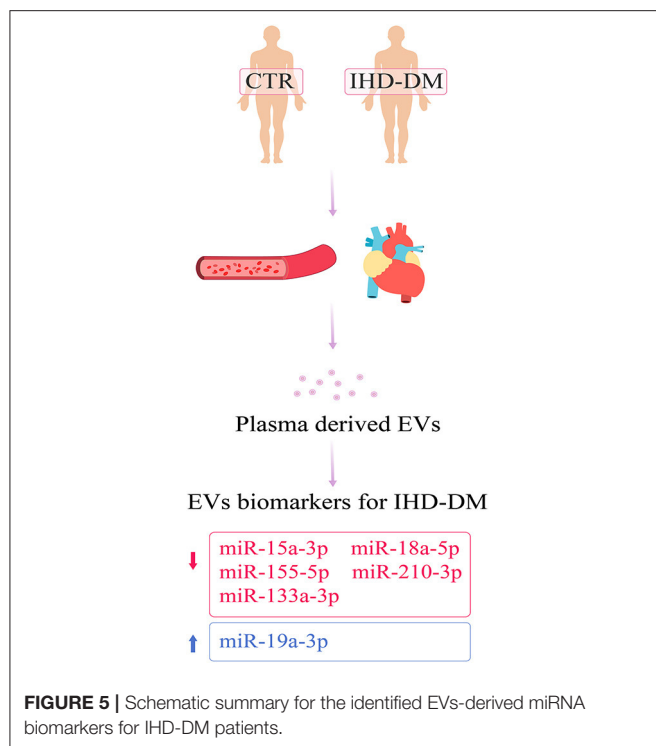 CTR IHD-DM
Plasma derived EVs
EVs biomarkers for IHD-DM
miR-15a-3p miR-18a-5p
miR-155-5p miR-210-3p
miR-133a-3p
miR-19a-3p
FIGURE 5 | Schematic summary for the identified EVs-derived miRNA
biomarkers for IHD-DM patients.